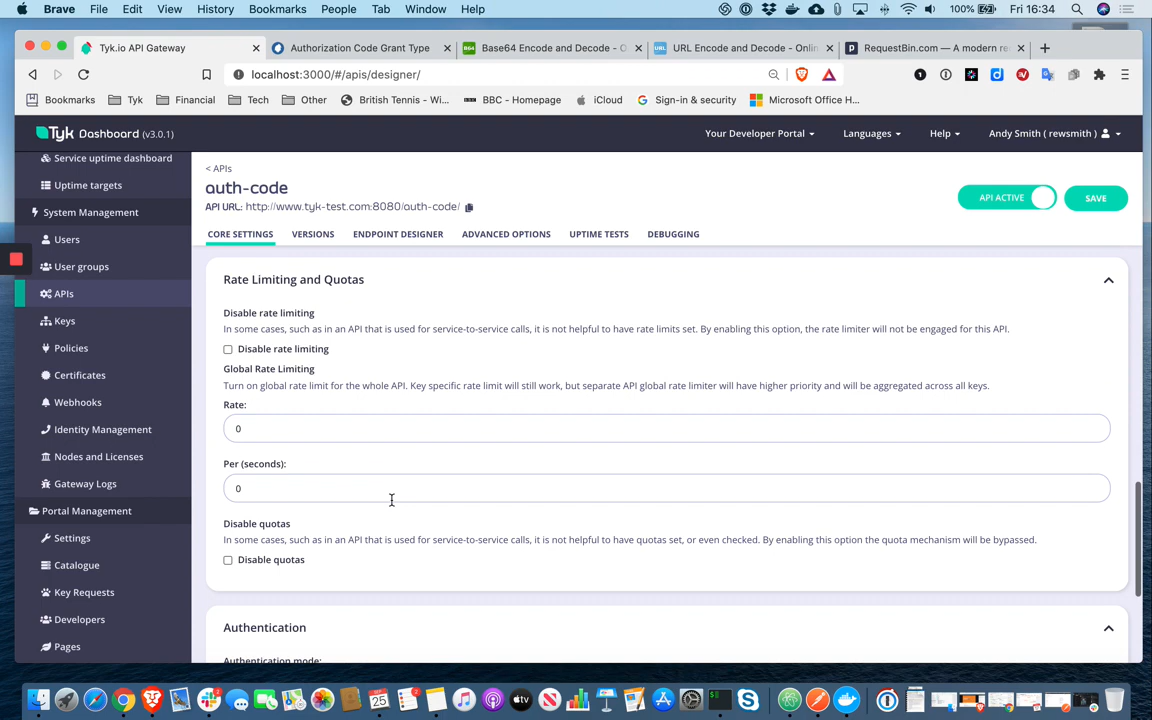 Brave File Edit View History Bookmarks People Tab Window Help
100% Fri 16:34
Tyk.io API Gateway
Authorization Code Grant Type
Base64 Encode and Decode - O
URL Encode and Decode - Onlin
RequestBin.com — A modern re
localhost:3000/#/apis/designer/
Bookmarks Tyk Financial Tech Other British Tennis - Wi... BBC - Homepage iCloud Sign-in & security Microsoft Office H...
Tyk Dashboard (v3.0.1)
Your Developer Portal Languages Help Andy Smith ( rewsmith )
Service uptime dashboard
Uptime targets
System Management
Users
User groups
APIs
Keys
Policies
Certificates
Webhooks
Identity Management
Nodes and Licenses
Gateway Logs
Portal Management
Settings
Catalogue
Key Requests
Developers
Pages
< APIs
auth-code
API URL: http://www.tyk-test.com:8080/auth-code/
API ACTIVE
SAVE
CORE SETTINGS VERSIONS ENDPOINT DESIGNER ADVANCED OPTIONS UPTIME TESTS DEBUGGING
Rate Limiting and Quotas
Disable rate limiting
In some cases, such as in an API that is used for service-to-service calls, it is not helpful to have rate limits set. By enabling this option, the rate limiter will not be engaged for this API.
Disable rate limiting
Global Rate Limiting
Turn on global rate limit for the whole API. Key specific rate limit will still work, but separate API global rate limiter will have higher priority and will be aggregated across all keys.
Rate:
0
Per (seconds):
0
Disable quotas
In some cases, such as in an API that is used for service-to-service calls, it is not helpful to have quotas set, or even checked. By enabling this option the quota mechanism will be bypassed.
Disable quotas
Authentication
Authentication mode: